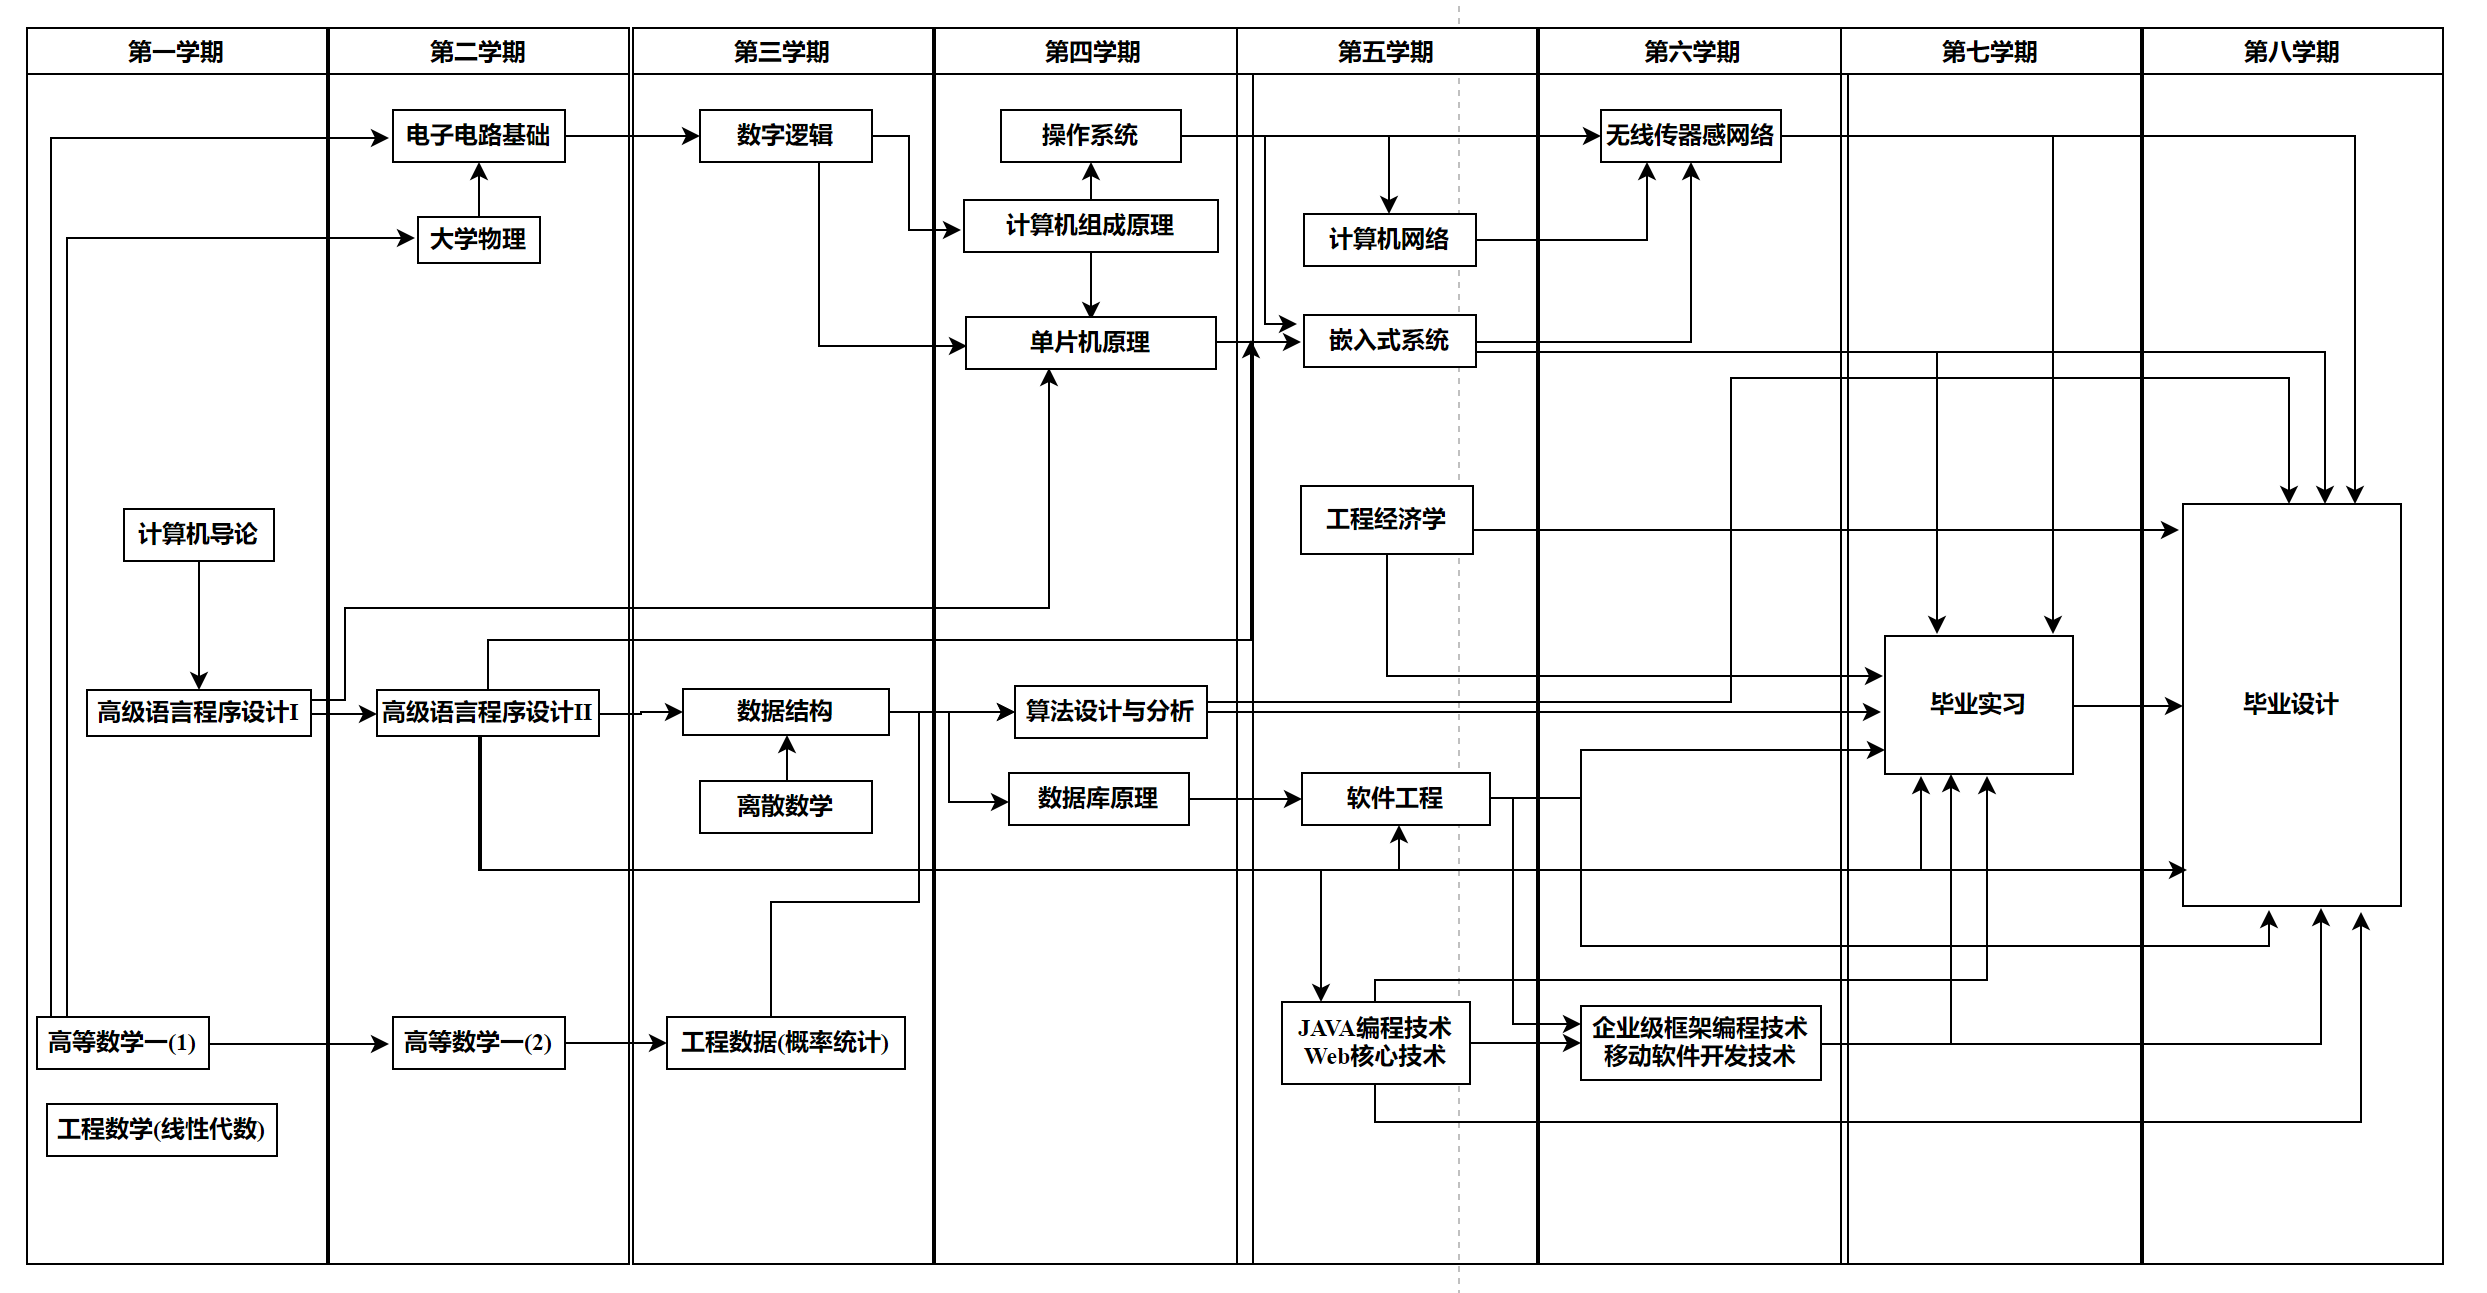 第一学期
第二学期
第三学期
第四学期
第五学期
第六学期
第七学期
第八学期
电子电路基础
数字逻辑
操作系统
无线传器感网络
大学物理
计算机组成原理
计算机网络
单片机原理
嵌入式系统
计算机导论
工程经济学
高级语言程序设计I
高级语言程序设计II
数据结构
算法设计与分析
毕业实习
毕业设计
离散数学
数据库原理
软件工程
高等数学一(1)
高等数学一(2)
工程数据(概率统计)
JAVA编程技术
Web核心技术
企业级框架编程技术
移动软件开发技术
工程数学(线性代数)